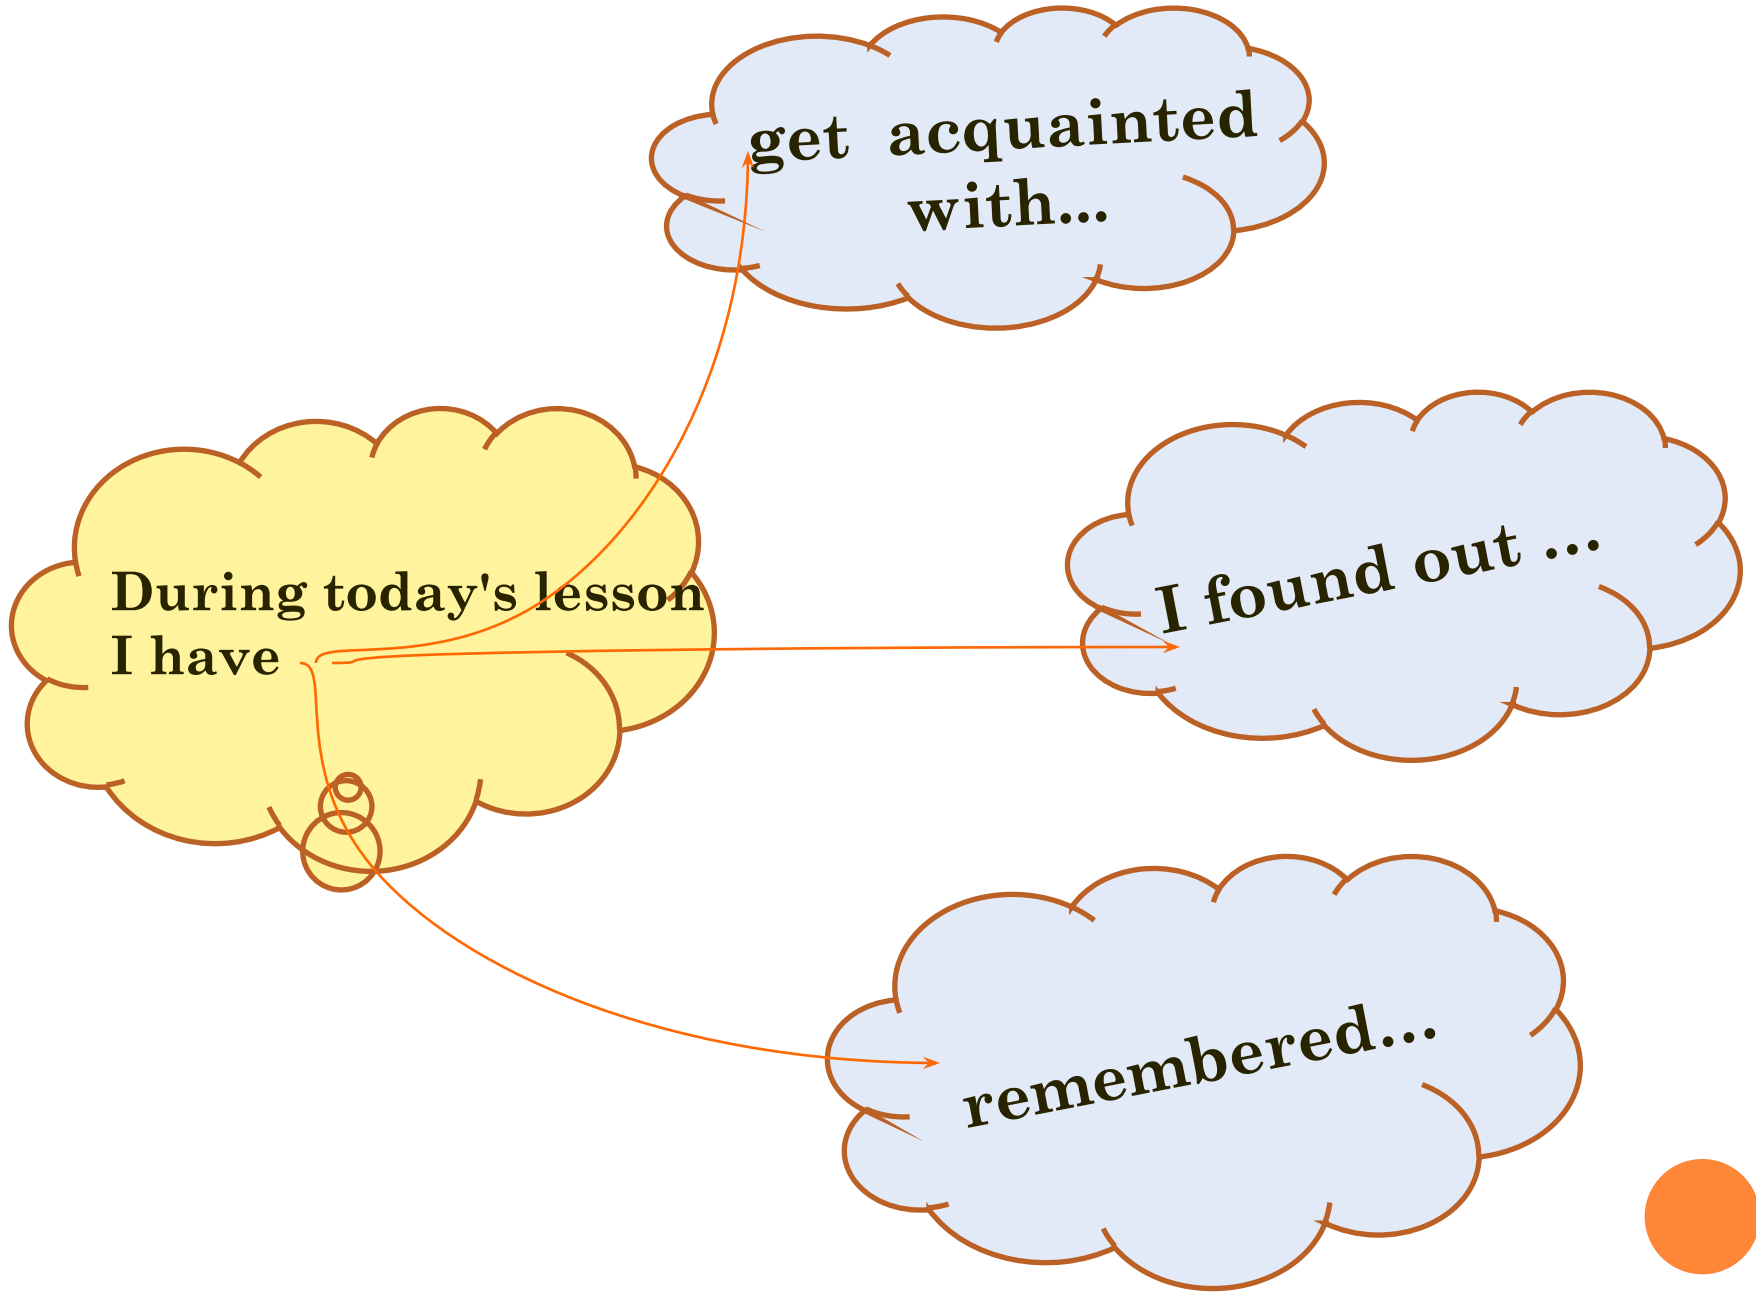 get acquainted
with...
During today's lesson
I have
I found out ...
remembered...